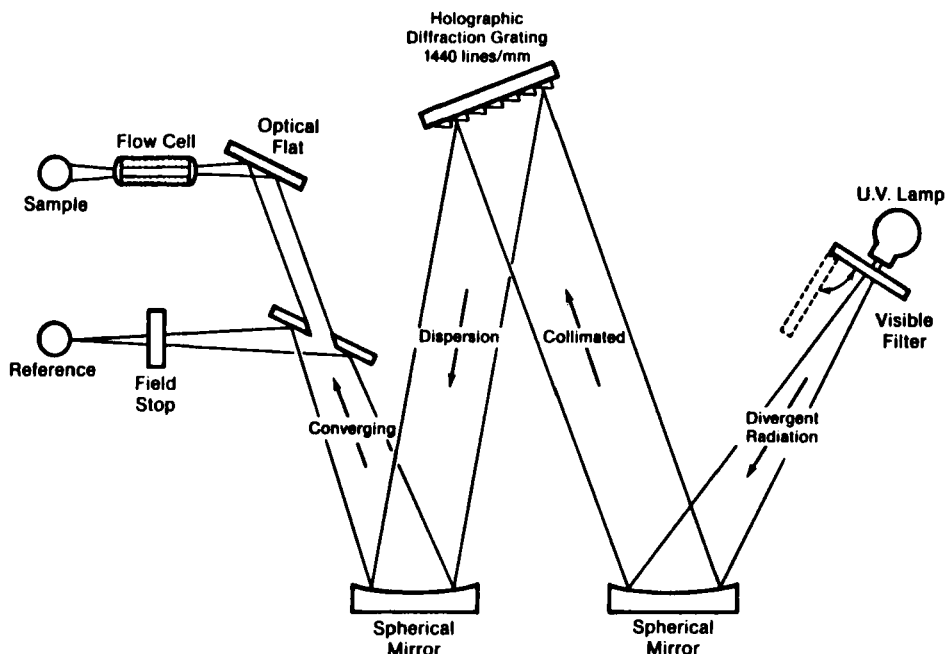 Holographic
Diffraction Grating
1440 lines/mm
Optical
Flat
Flow Cell
Sample
U.V. Lamp
Visible
Filter
Reference
Field
Stop
Dispersion
Collimated
Converging
Divergent
Radiation
Spherical
Mirror
Spherical
Mirror